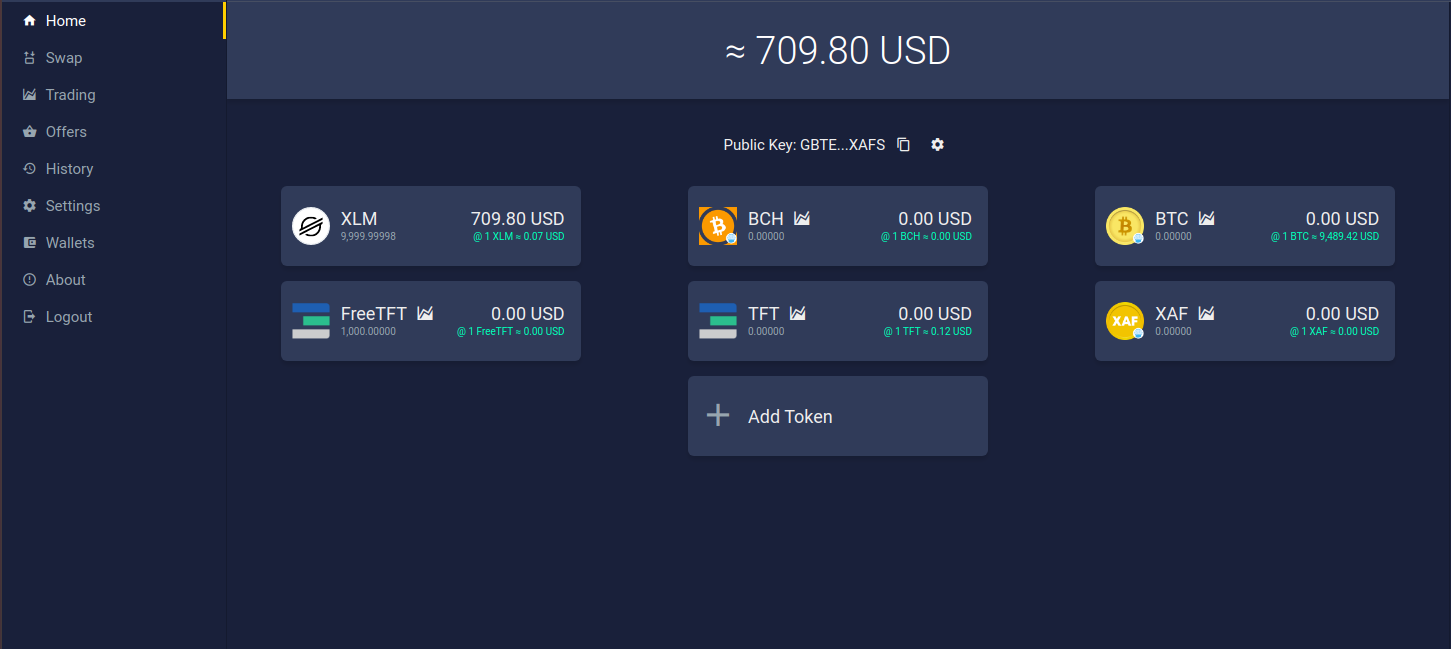 Home
Swap
Trading
Offers
History
Settings
Wallets
About
Logout
≈ 709.80 USD
Public Key: GBTE...XAFS
XLM 709.80 USD
9,999.99998 @ 1 XLM ≈ 0.07 USD
BCH 0.00 USD
0.00000 @ 1 BCH ≈ 0.00 USD
BTC 0.00 USD
0.00000 @ 1 BTC ≈ 9,489.42 USD
FreeTFT 0.00 USD
1,000.00000 @ 1 FreeTFT ≈ 0.00 USD
TFT 0.00 USD
0.00000 @ 1 TFT ≈ 0.12 USD
XAF
XAF 0.00 USD
0.00000 @ 1 XAF ≈ 0.00 USD
Add Token